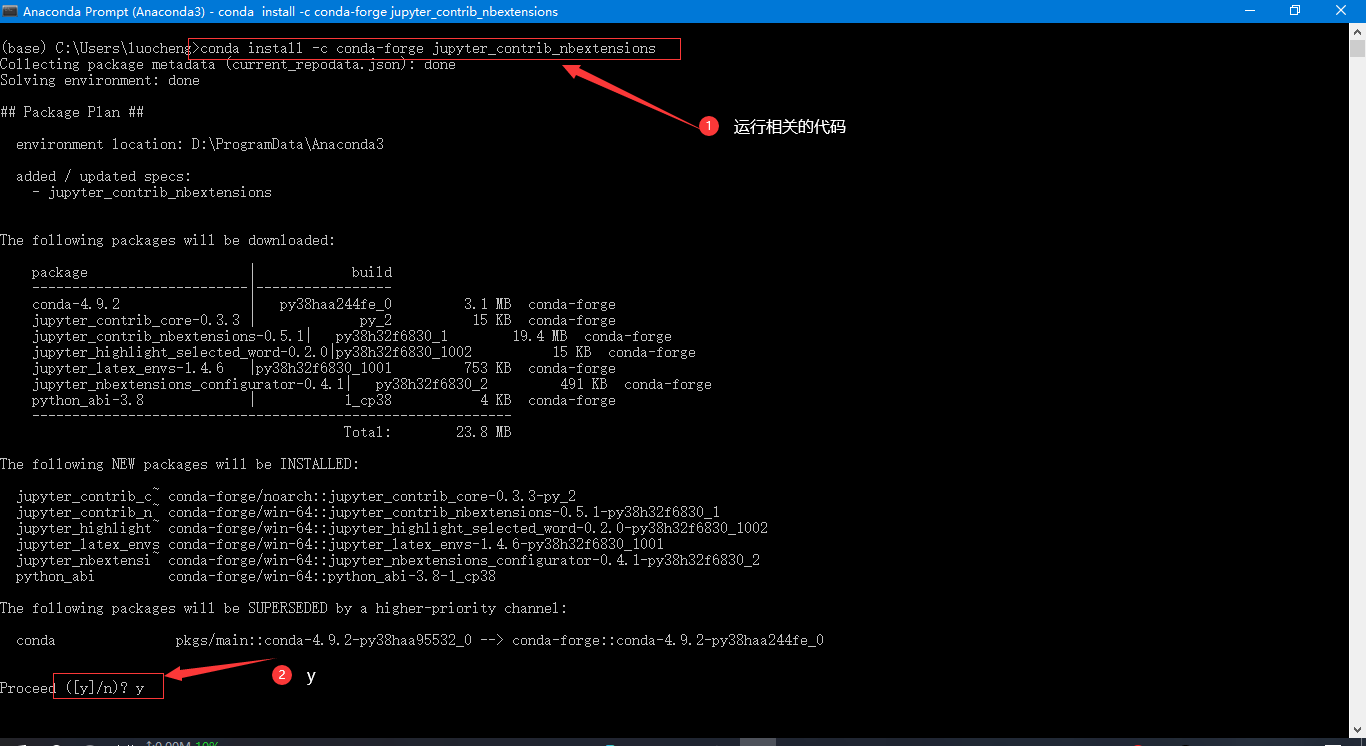 Anaconda Prompt (Anaconda3) - conda  install -c conda-forge jupyter_contrib_nbextensions
(base) C:\Users\luocheng>conda install -c conda-forge jupyter_contrib_nbextensions
Collecting package metadata (current_repodata.json): done
Solving environment: done
## Package Plan ##
1 运行相关的代码
environment location: D:\ProgramData\Anaconda3
added / updated specs:
- jupyter_contrib_nbextensions
The following packages will be downloaded:
package                    |            build
---------------------------|-----------------
conda-4.9.2                |   py38haa244fe_0         3.1 MB  conda-forge
jupyter_contrib_core-0.3.3 |             py_2          15 KB  conda-forge
jupyter_contrib_nbextensions-0.5.1|   py38h32f6830_1        19.4 MB  conda-forge
jupyter_highlight_selected_word-0.2.0|py38h32f6830_1002          15 KB  conda-forge
jupyter_latex_envs-1.4.6   |py38h32f6830_1001         753 KB  conda-forge
jupyter_nbextensions_configurator-0.4.1|   py38h32f6830_2         491 KB  conda-forge
python_abi-3.8             |           1_cp38           4 KB  conda-forge
------------------------------------------------------------
Total:        23.8 MB
The following NEW packages will be INSTALLED:
jupyter_contrib_c~ conda-forge/noarch::jupyter_contrib_core-0.3.3-py_2
jupyter_contrib_n~ conda-forge/win-64::jupyter_contrib_nbextensions-0.5.1-py38h32f6830_1
jupyter_highlight~ conda-forge/win-64::jupyter_highlight_selected_word-0.2.0-py38h32f6830_1002
jupyter_latex_envs conda-forge/win-64::jupyter_latex_envs-1.4.6-py38h32f6830_1001
jupyter_nbextensi~ conda-forge/win-64::jupyter_nbextensions_configurator-0.4.1-py38h32f6830_2
python_abi         conda-forge/win-64::python_abi-3.8-1_cp38
The following packages will be SUPERSEDED by a higher-priority channel:
conda               pkgs/main::conda-4.9.2-py38haa95532_0 --> conda-forge::conda-4.9.2-py38haa244fe_0
2 y
Proceed ([y]/n)? y